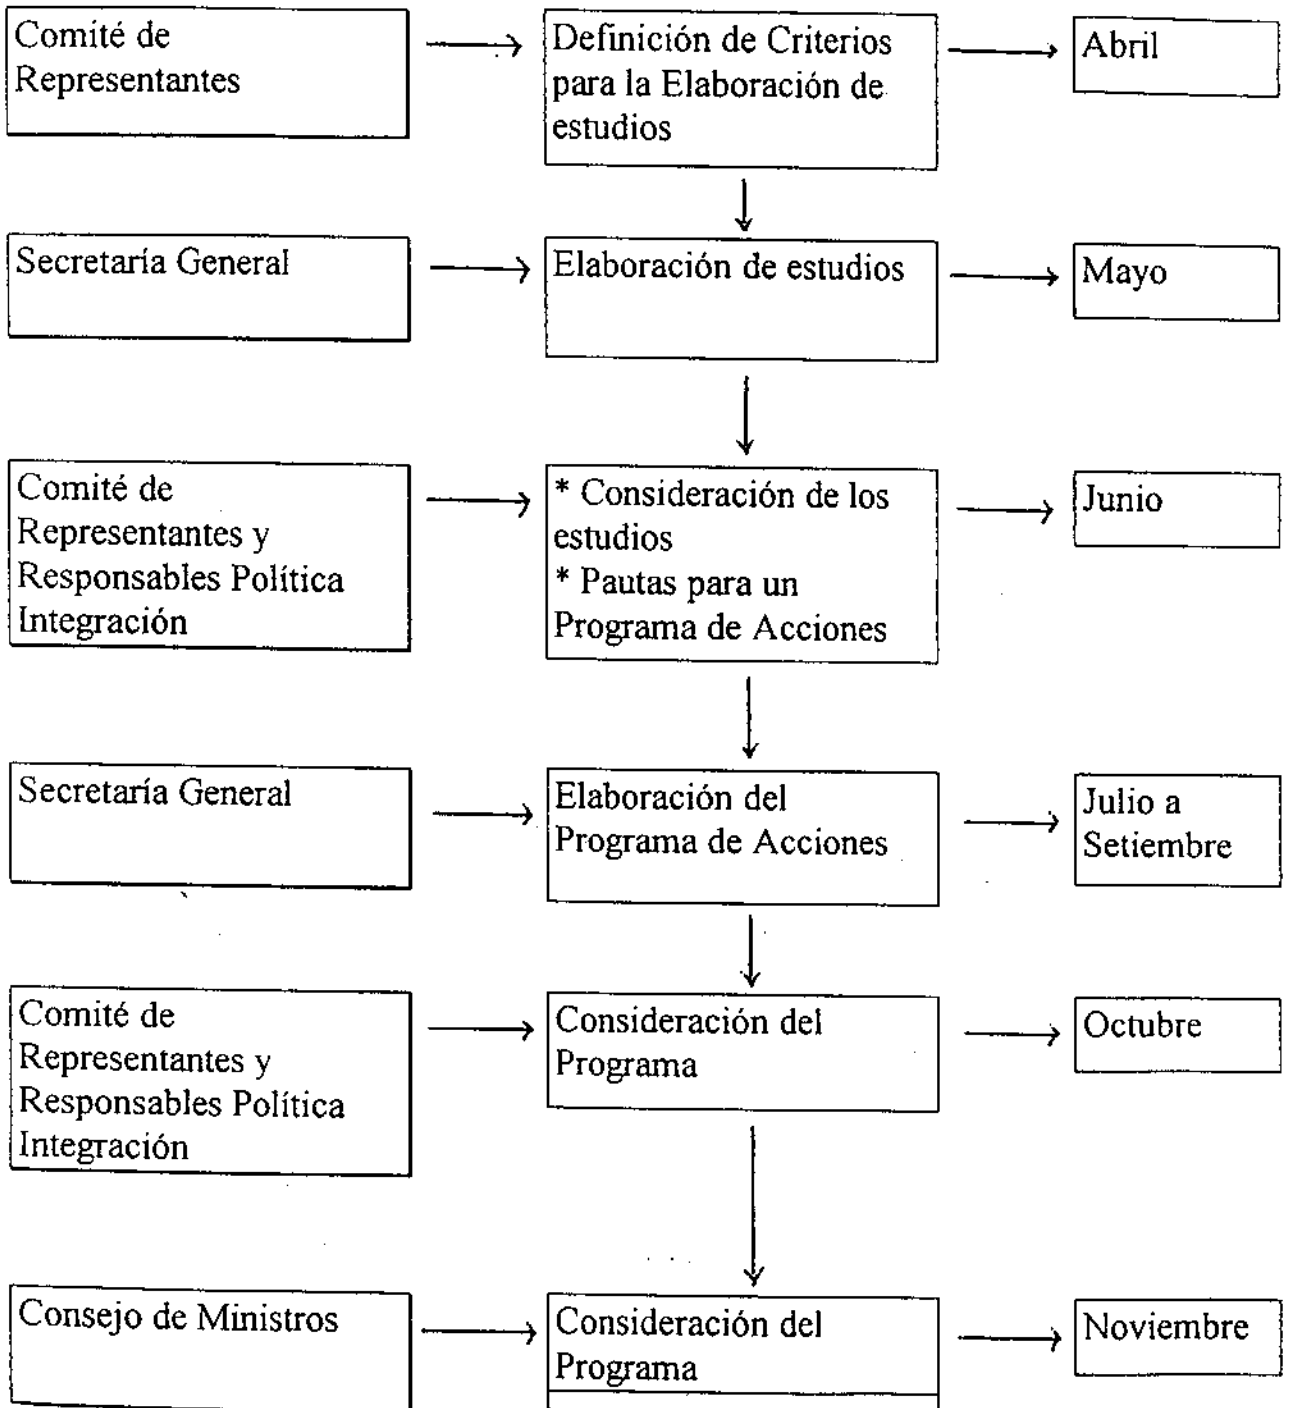 Comité de
Representantes
Definición de Criterios
para la Elaboración de
estudios
Abril
Secretaría General
Elaboración de estudios
Mayo
Comité de
Representantes y
Responsables Política
Integración
* Consideración de los
estudios
* Pautas para un
Programa de Acciones
Junio
Secretaría General
Elaboración del
Programa de Acciones
Julio a
Setiembre
Comité de
Representantes y
Responsables Política
Integración
Consideración del
Programa
Octubre
Consejo de Ministros
Consideración del
Programa
Noviembre